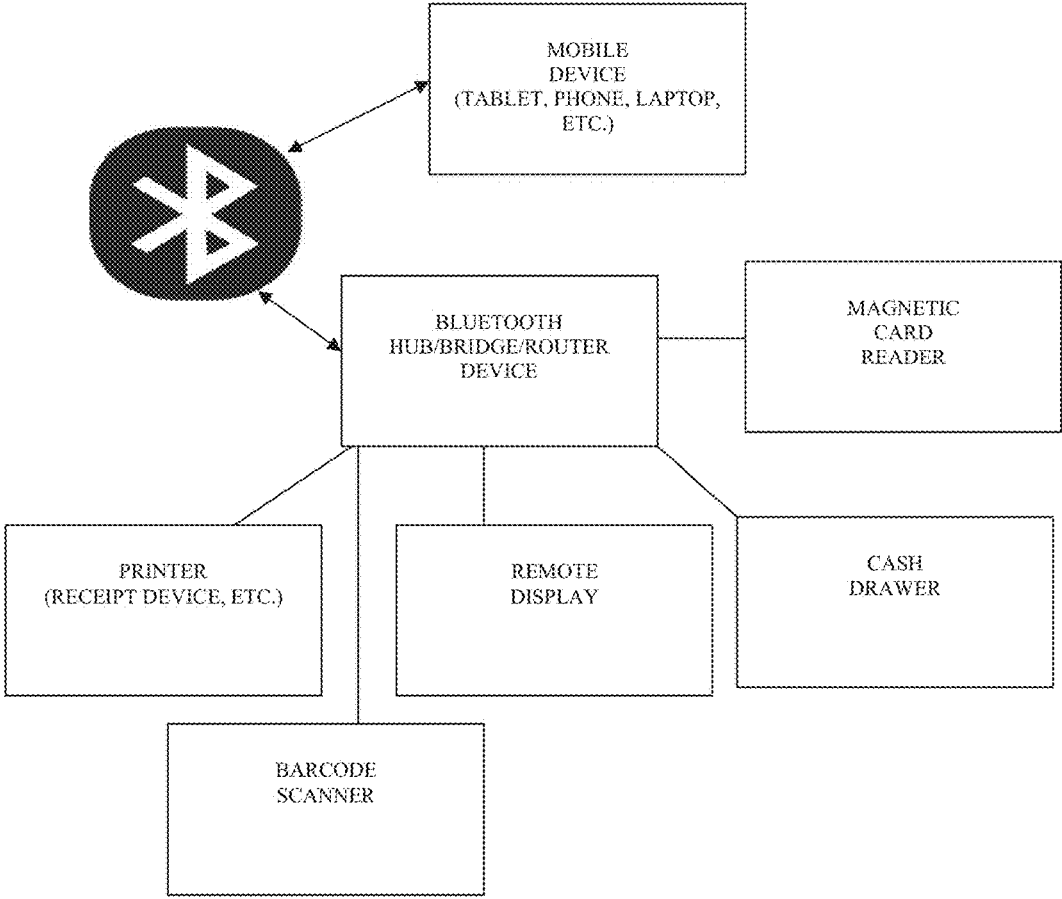 MOBILE
DEVICE
(TABLET, PHONE, LAPTOP,
ETC.)
BLUETOOTH
HUB/BRIDGE/ROUTER
DEVICE
MAGNETIC
CARD
READER
PRINTER
(RECEIPT DEVICE, ETC.)
REMOTE
DISPLAY
CASH
DRAWER
BARCODE
SCANNER